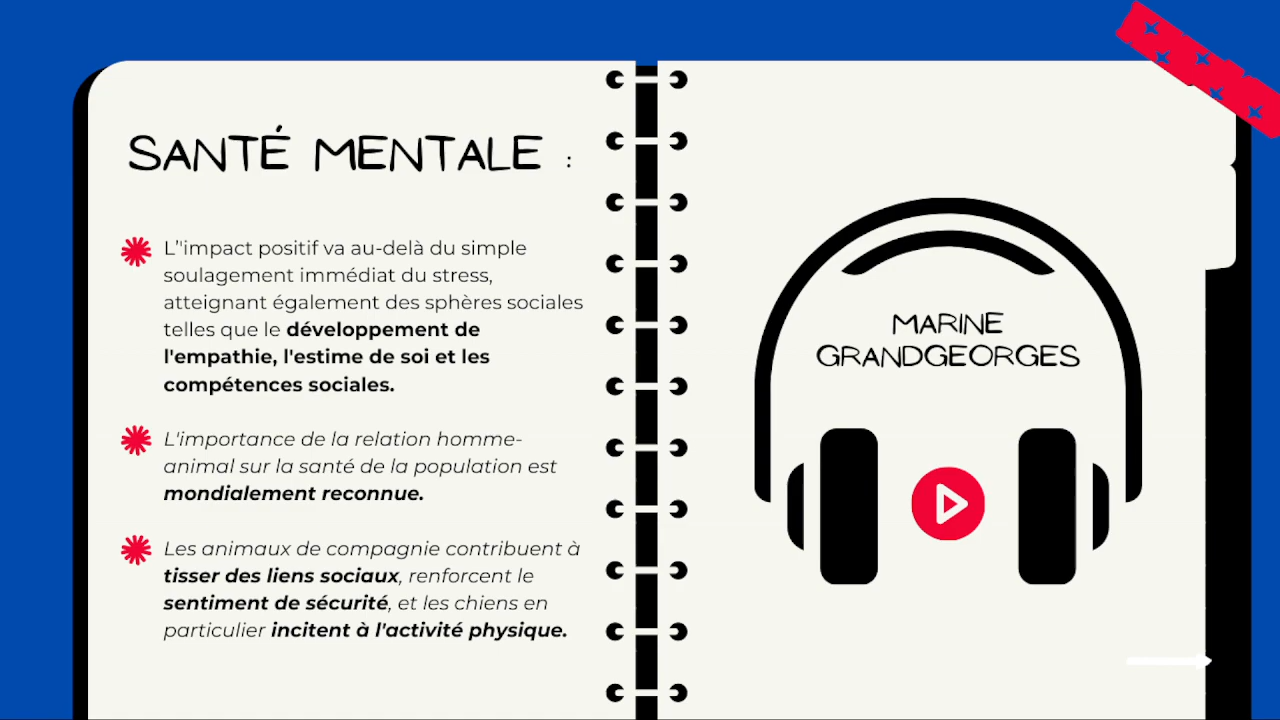 SANTÉ MENTALE :
L''impact positif va au-delà du simple
soulagement immédiat du stress,
atteignant également des sphères sociales
telles que le développement de
l'empathie, l'estime de soi et les
compétences sociales.
L'importance de la relation homme-
animal sur la santé de la population est
mondialement reconnue.
Les animaux de compagnie contribuent à
tisser des liens sociaux, renforcent le
sentiment de sécurité, et les chiens en
particulier incitent à l'activité physique.
MARINE
GRANDGEORGES